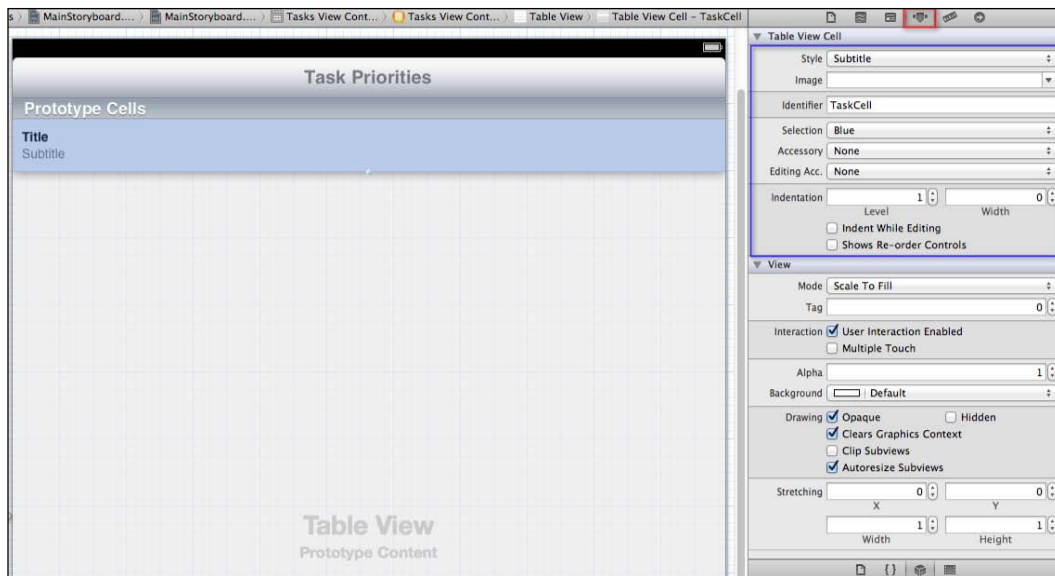 s MainStoryboard.... MainStoryboard.... Tasks View Cont... Tasks View Cont... Table View Table View Cell – TaskCell
Task Priorities
Prototype Cells
Title
Subtitle
Table View
Prototype Content
Table View Cell
Style Subtitle
Image
Identifier TaskCell
Selection Blue
Accessory None
Editing Acc. None
Indentation 1 0
Level Width
Indent While Editing
Shows Re-order Controls
View
Mode Scale To Fill
Tag 0
Interaction User Interaction Enabled
Multiple Touch
Alpha 1
Background Default
Drawing Opaque Hidden
Clears Graphics Context
Clip Subviews
Autoresize Subviews
Stretching 0 0
X Y
1 1
Width Height
{}